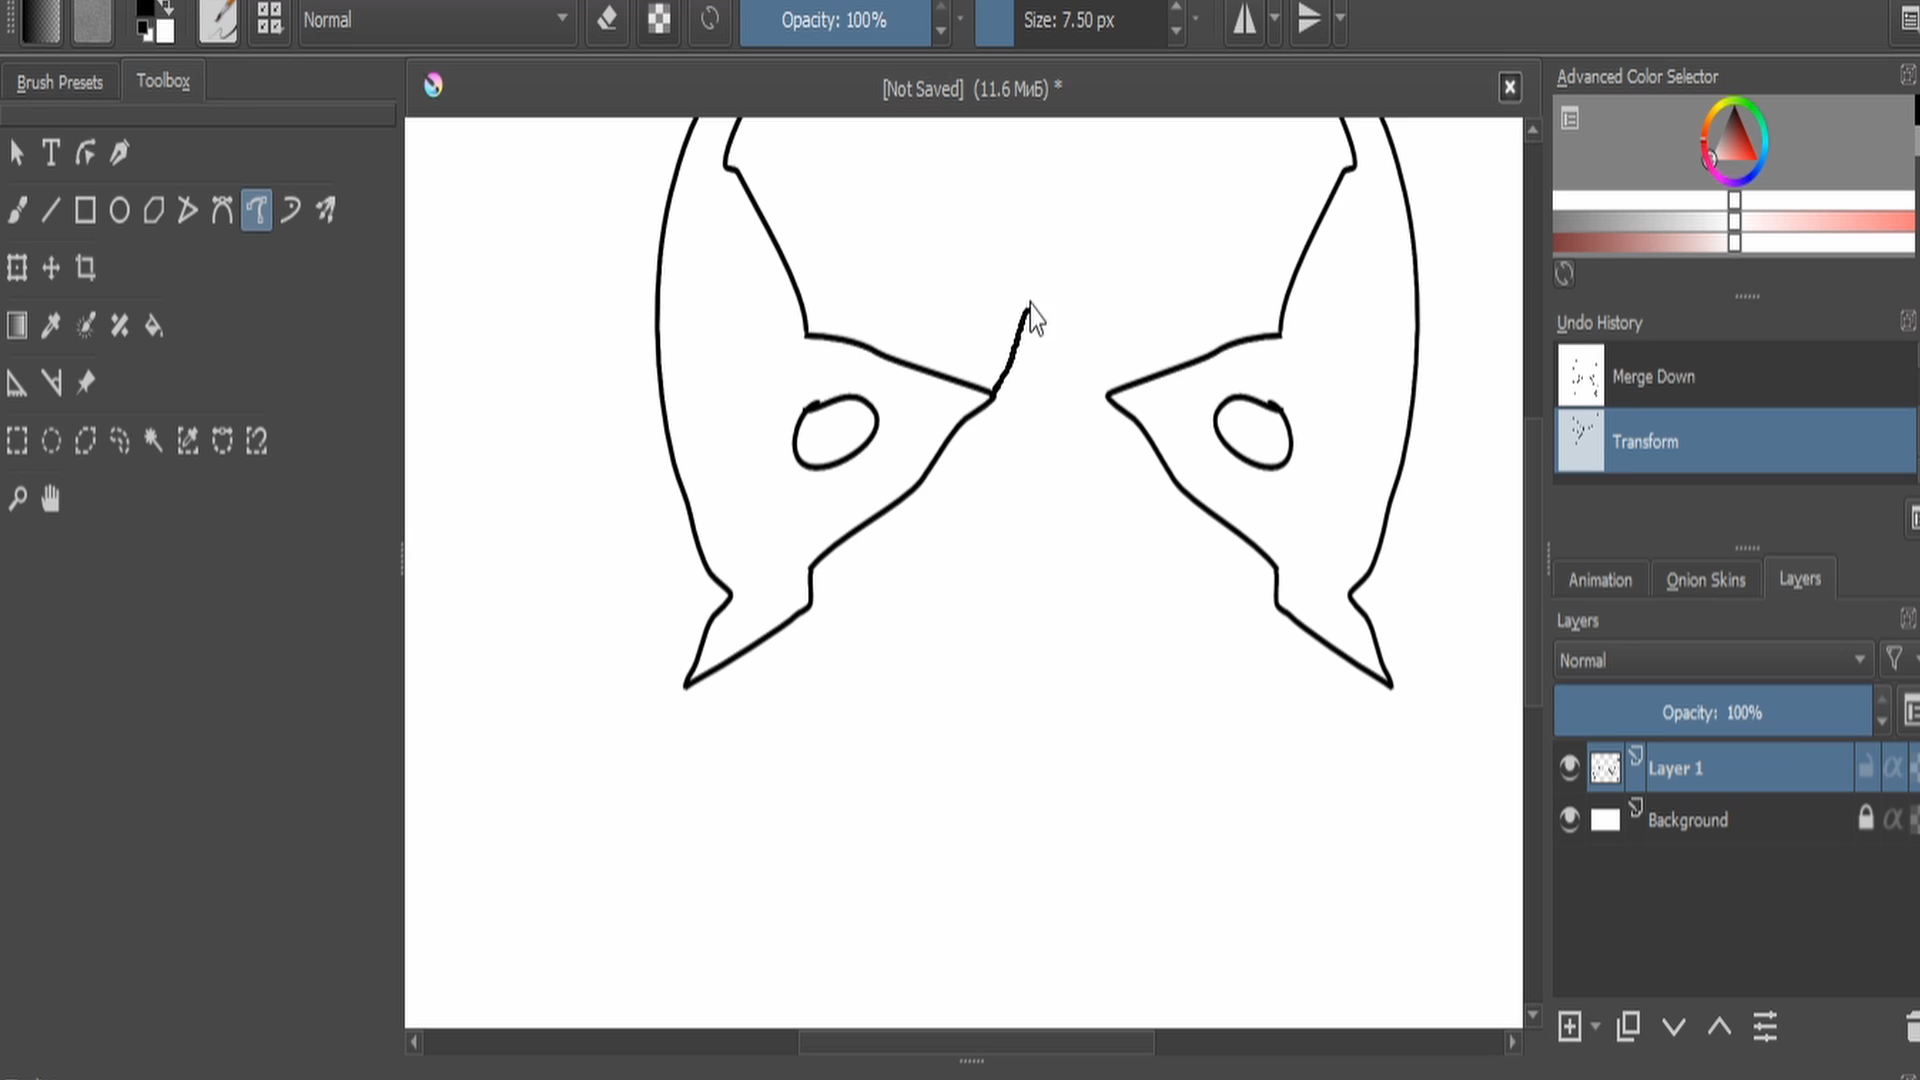 Normal
Opacity: 100%
Size: 7.50 px
Brush Presets
Toolbox
[Not Saved] (11.6 МиБ) *
Advanced Color Selector
Undo History
Merge Down
Transform
Animation
Onion Skins
Layers
Layers
Normal
Opacity: 100%
Layer 1
Background